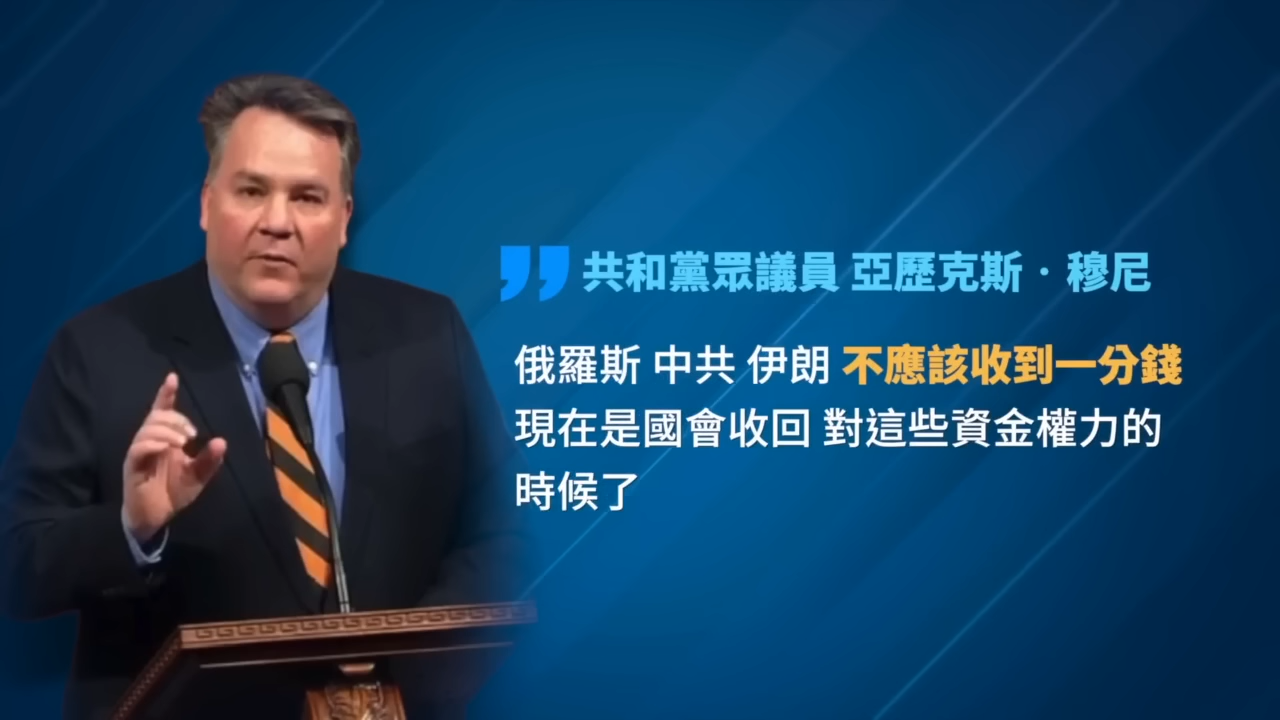 共和黨眾議員 亞歷克斯·穆尼
俄羅斯 中共 伊朗 不應該收到一分錢
現在是國會收回 對這些資金權力的
時候了